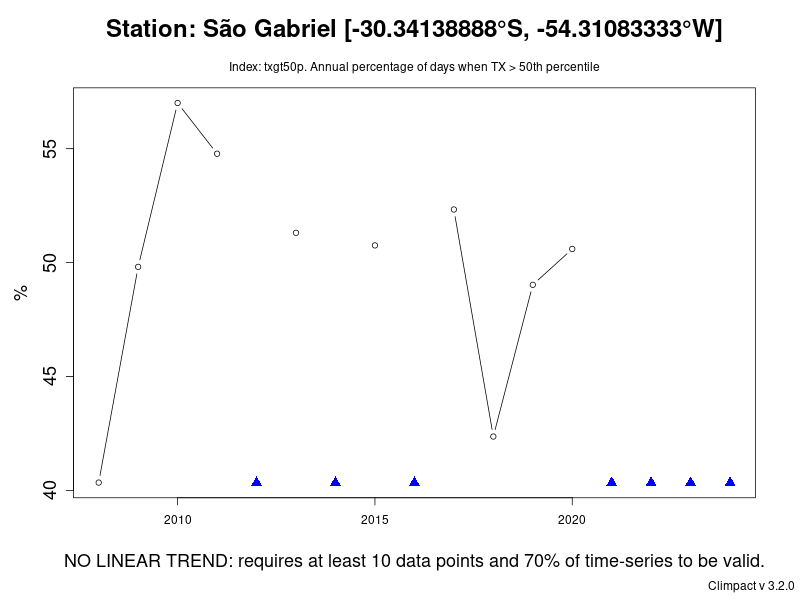 Station: São Gabriel [-30.34138888°S, -54.31083333°W]
Index: txgt50p. Annual percentage of days when TX > 50th percentile
55
50
45
40
%
2010
2015
2020
NO LINEAR TREND: requires at least 10 data points and 70% of time-series to be valid.
Climpact v 3.2.0